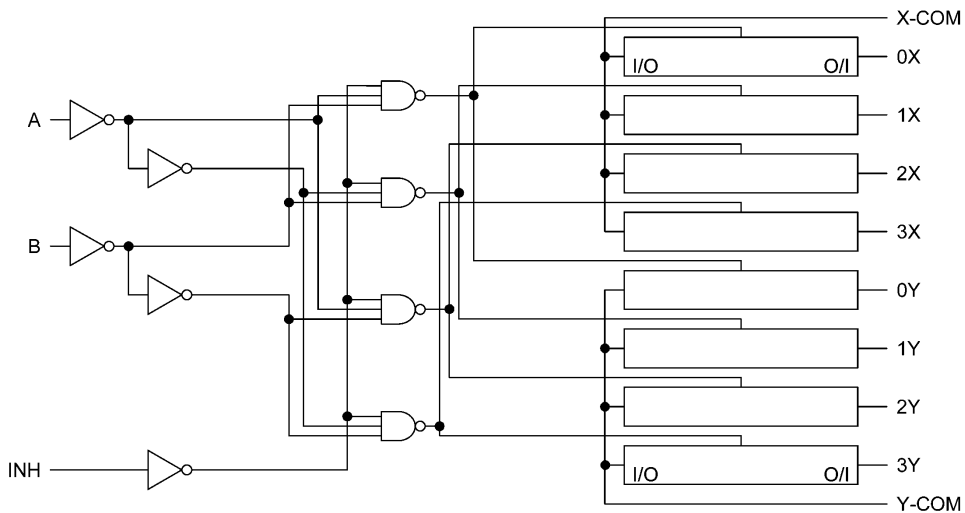 X-COM
I/O O/I 0X
A
1X
2X
B
3X
0Y
1Y
2Y
INH
I/O O/I 3Y
Y-COM